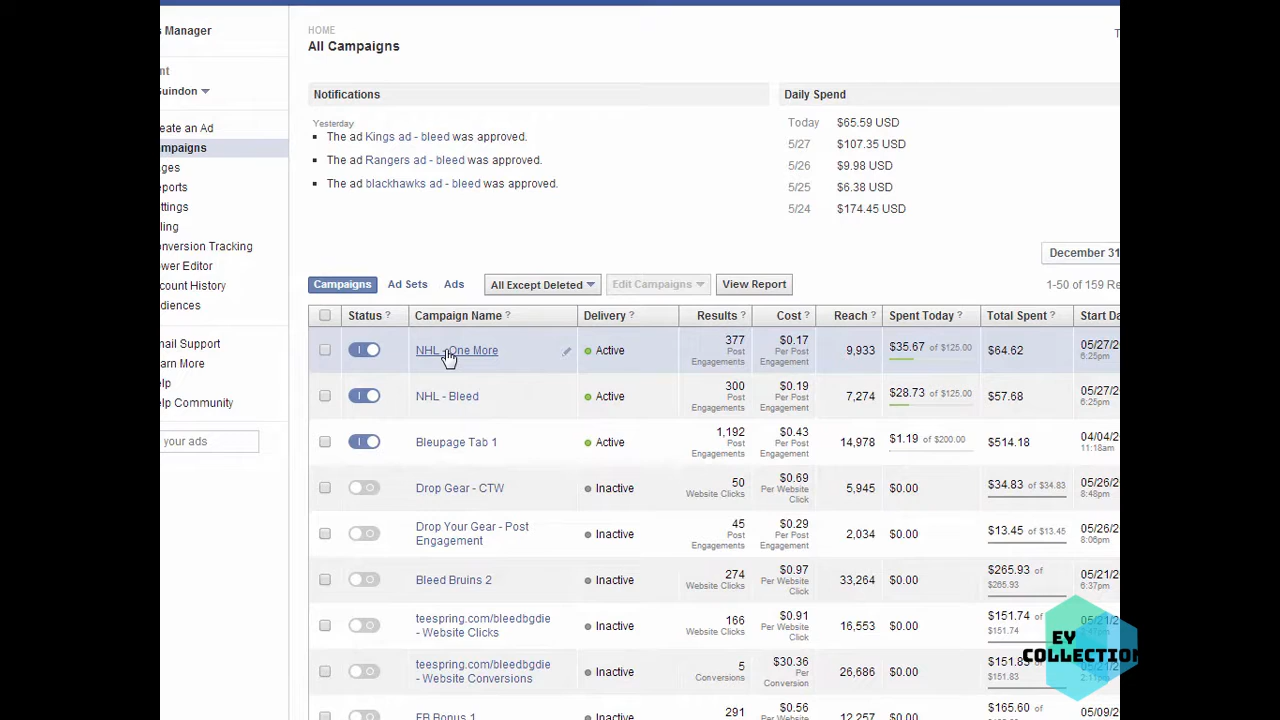 s Manager
nt
Guindon
eate an Ad
mpaigns
ges
ports
ttings
ling
onversion Tracking
wer Editor
count History
diences
mail Support
arn More
lp
elp Community
your ads
HOME
All Campaigns
Notifications
Yesterday
The ad Kings ad - bleed was approved.
The ad Rangers ad - bleed was approved.
The ad blackhawks ad - bleed was approved.
Daily Spend
Today $65.59 USD
5/27 $107.35 USD
5/26 $9.98 USD
5/25 $6.38 USD
5/24 $174.45 USD
December 31
Campaigns Ad Sets Ads All Except Deleted Edit Campaigns View Report 1-50 of 159 Re
Status ? Campaign Name ? Delivery ? Results ? Cost ? Reach ? Spent Today ? Total Spent ? Start Da
NHL - One More Active 377 Post Engagements $0.17 Per Post Engagement 9,933 $35.67 of $125.00 $64.62 05/27/2 6:25pm
NHL - Bleed Active 300 Post Engagements $0.19 Per Post Engagement 7,274 $28.73 of $125.00 $57.68 05/27/2 6:25pm
Bleupage Tab 1 Active 1,192 Post Engagements $0.43 Per Post Engagement 14,978 $1.19 of $200.00 $514.18 04/04/2 11:18am
Drop Gear - CTW Inactive 50 Website Clicks $0.69 Per Website Click 5,945 $0.00 $34.83 of $34.83 05/26/2 8:48pm
Drop Your Gear - Post Engagement Inactive 45 Post Engagements $0.29 Per Post Engagement 2,034 $0.00 $13.45 of $13.45 05/26/2 8:06pm
Bleed Bruins 2 Inactive 274 Website Clicks $0.97 Per Website Click 33,264 $0.00 $265.93 of $265.93 05/21/2 6:37pm
teespring.com/bleedbgdie - Website Clicks Inactive 166 Website Clicks $0.91 Per Website Click 16,553 $0.00 $151.74 of $151.74 05/21/2
teespring.com/bleedbgdie - Website Conversions Inactive 5 Conversions $30.36 Per Conversion 26,686 $0.00 $151.83 of $151.83 05/21/2 2:11pm
FB Bonus 1 Inactive 291 $0.56 12,257 $0.00 $165.60 of 05/09/2
EY
COLLECTION